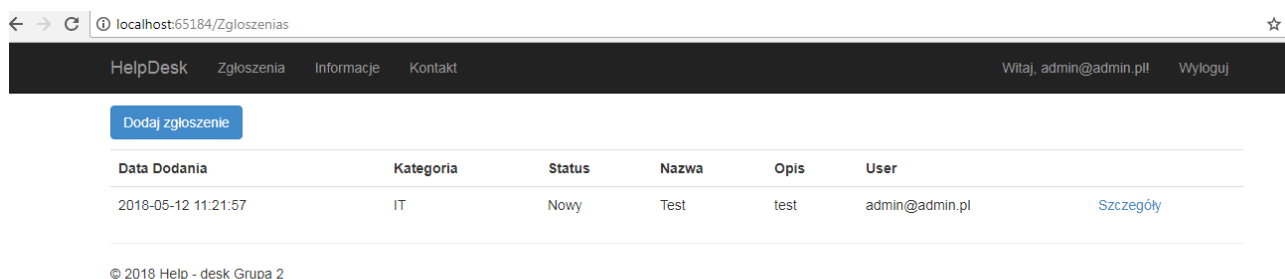 localhost:65184/Zgloszenias
HelpDesk Zgłoszenia Informacje Kontakt Witaj, admin@admin.pl! Wyloguj
Dodaj zgłoszenie
Data Dodania Kategoria Status Nazwa Opis User
2018-05-12 11:21:57 IT Nowy Test test admin@admin.pl Szczegóły
© 2018 Help - desk Grupa 2